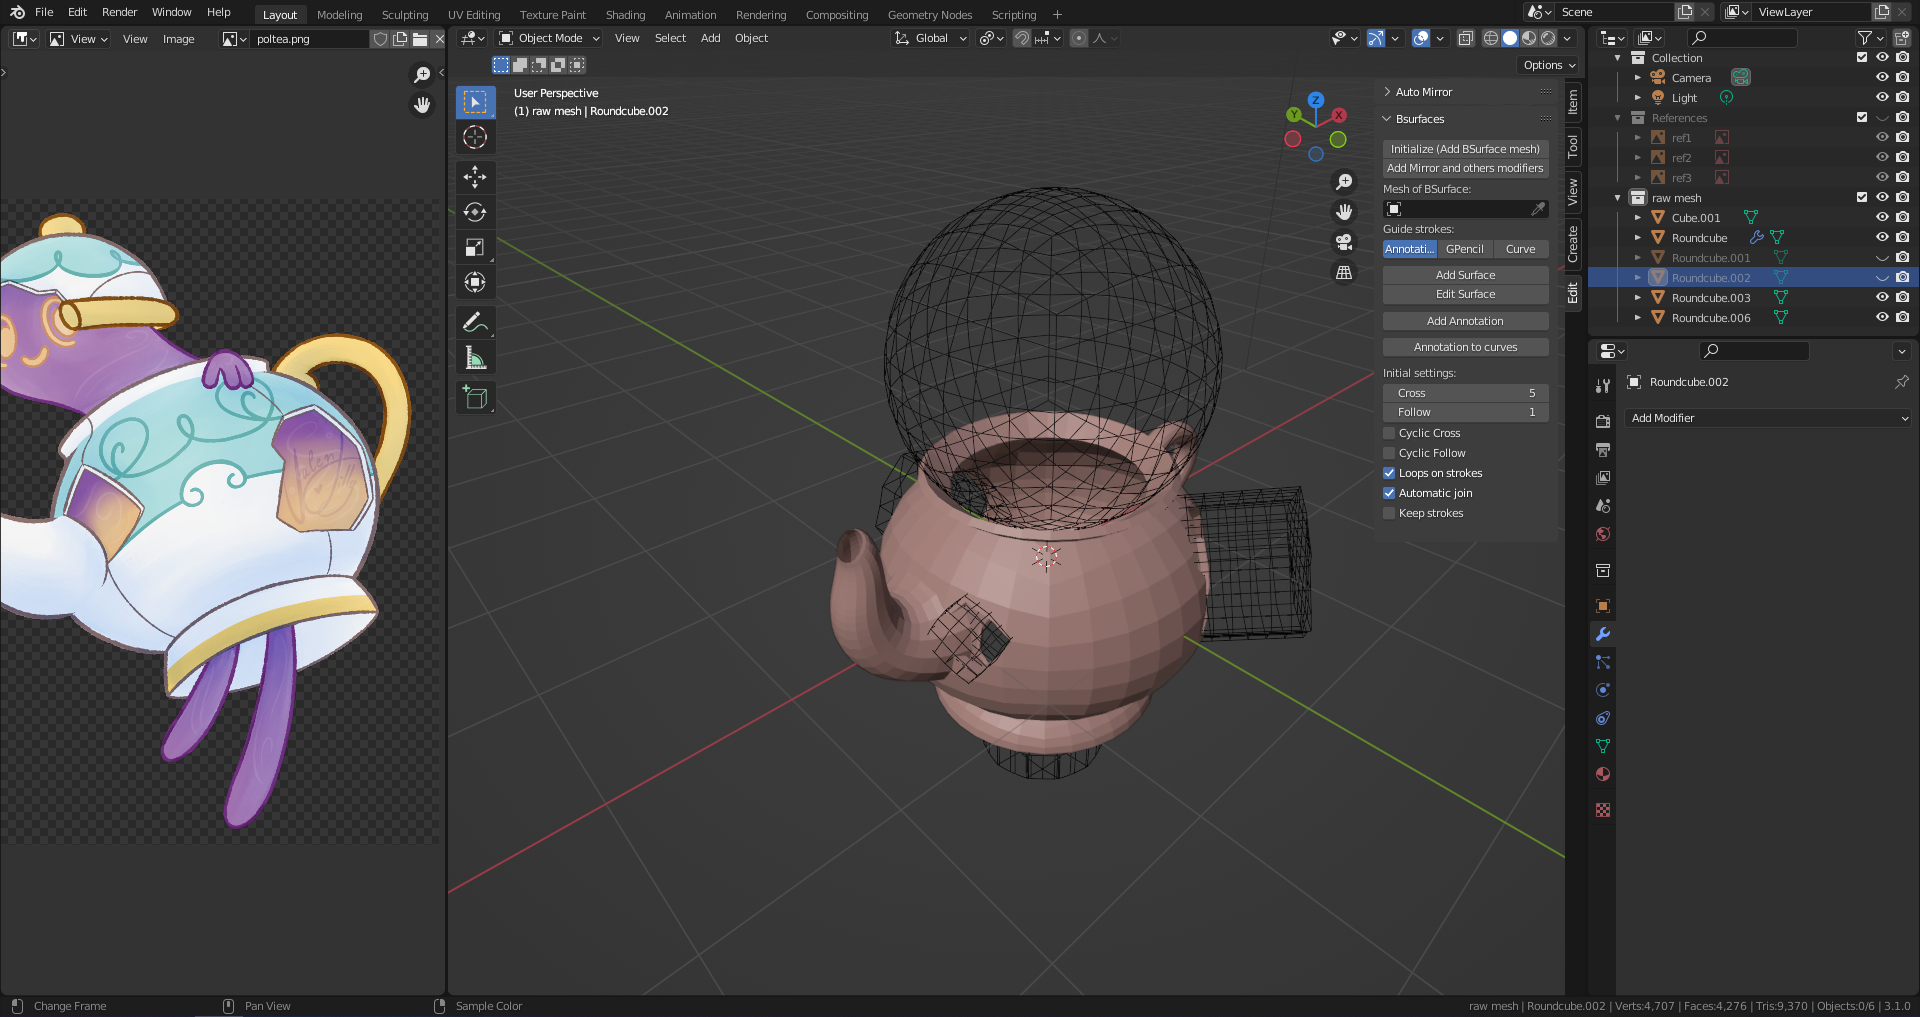 File Edit Render Window Help Layout Modeling Sculpting UV Editing Texture Paint Shading Animation Rendering Compositing Geometry Nodes Scripting + Scene ViewLayer
View View Image poltea.png
Object Mode View Select Add Object Global
Options
User Perspective
(1) raw mesh | Roundcube.002
Z
Y
X
Auto Mirror
Bsurfaces
Initialize (Add BSurface mesh)
Add Mirror and others modifiers
Mesh of BSurface:
Guide strokes:
Annotati... GPencil Curve
Add Surface
Edit Surface
Add Annotation
Annotation to curves
Initial settings:
Cross 5
Follow 1
Cyclic Cross
Cyclic Follow
Loops on strokes
Automatic join
Keep strokes
Item
Tool
View
Create
Edit
Collection
Camera
Light
References
ref1
ref2
ref3
raw mesh
Cube.001
Roundcube
Roundcube.001
Roundcube.002
Roundcube.003
Roundcube.006
Roundcube.002
Add Modifier
Change Frame Pan View Sample Color raw mesh | Roundcube.002 | Verts:4,707 | Faces:4,276 | Tris:9,370 | Objects:0/6 | 3.1.0